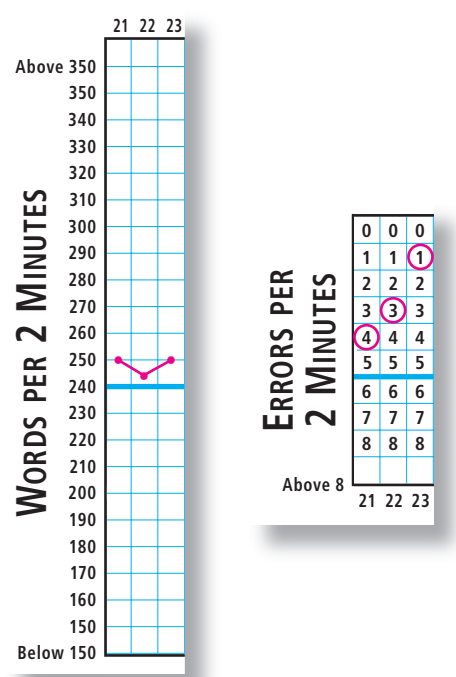 21 22 23
WORDS PER 2 MINUTES
Above 350
350
340
330
320
310
300
290
280
270
260
250
240
230
220
210
200
190
180
170
160
150
Below 150
ERRORS PER
2 MINUTES
0 0 0
1 1 1
2 2 2
3 3 3
4 4 4
5 5 5
6 6 6
7 7 7
8 8 8
Above 8
21 22 23